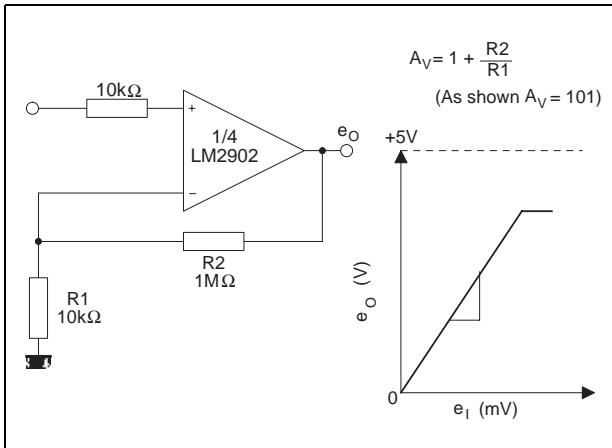 10kΩ
+
1/4
LM2902
−
e_O
R2
1MΩ
R1
10kΩ
A_V = 1 + R2/R1
(As shown A_V = 101)
+5V
e_O (V)
0
e_I (mV)